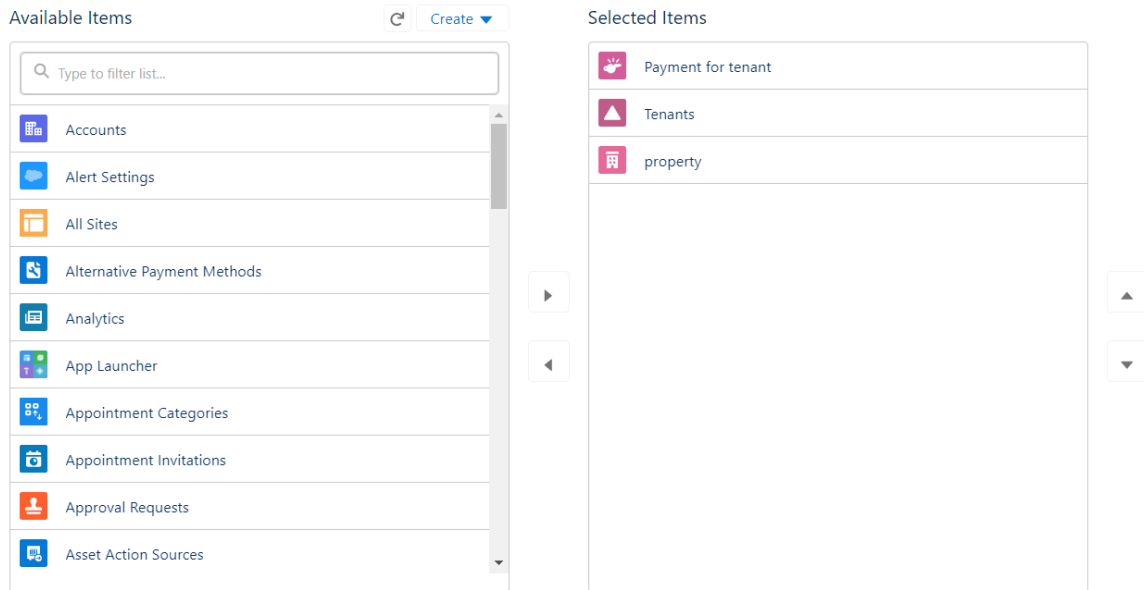 Available Items
Create
Type to filter list...
Accounts
Alert Settings
All Sites
Alternative Payment Methods
Analytics
App Launcher
Appointment Categories
Appointment Invitations
Approval Requests
Asset Action Sources
Selected Items
Payment for tenant
Tenants
property